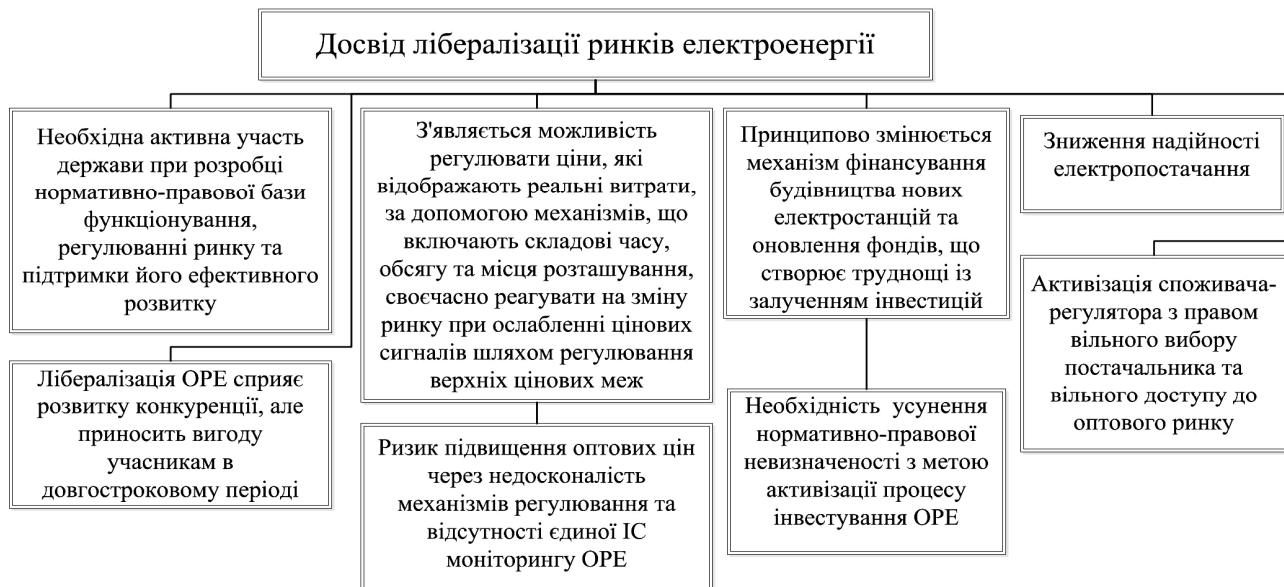 Досвід лібералізації ринків електроенергії
Необхідна активна участь
держави при розробці
нормативно-правової бази
функціонування,
регулюванні ринку та
підтримки його ефективного
розвитку
Лібералізація ОРЕ сприяє
розвитку конкуренції, але
приносить вигоду
учасникам в
довгостроковому періоді
З'являється можливість
регулювати ціни, які
відображають реальні витрати,
за допомогою механізмів, що
включають складові часу,
обсягу та місця розташування,
своєчасно реагувати на зміну
ринку при ослабленні цінових
сигналів шляхом регулювання
верхніх цінових меж
Ризик підвищення оптових цін
через недосконалість
механізмів регулювання та
відсутності єдиної ІС
моніторингу ОРЕ
Принципово змінюється
механізм фінансування
будівництва нових
електростанцій та
оновлення фондів, що
створює труднощі із
залученням інвестицій
Необхідність усунення
нормативно-правової
невизначеності з метою
активізації процесу
інвестування ОРЕ
Зниження надійності
електропостачання
Активізація споживача-
регулятора з правом
вільного вибору
постачальника та
вільного доступу до
оптового ринку